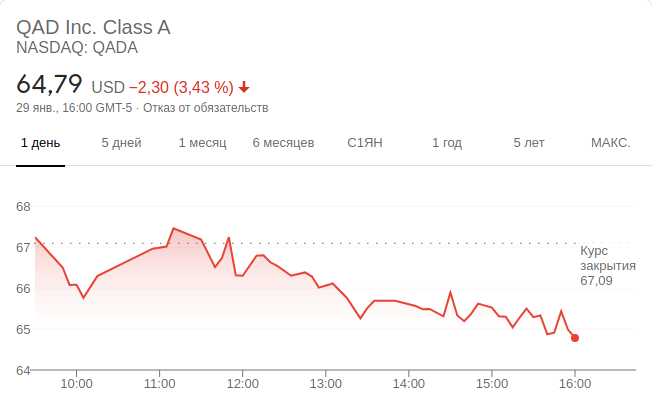 QAD Inc. Class A
NASDAQ: QADA
64,79 USD −2,30 (3,43 %)
29 янв., 16:00 GMT-5 · Отказ от обязательств
1 день 5 дней 1 месяц 6 месяцев С1ЯН 1 год 5 лет МАКС.
68
67
66
65
64
Курс
закрытия
67,09
10:00 11:00 12:00 13:00 14:00 15:00 16:00